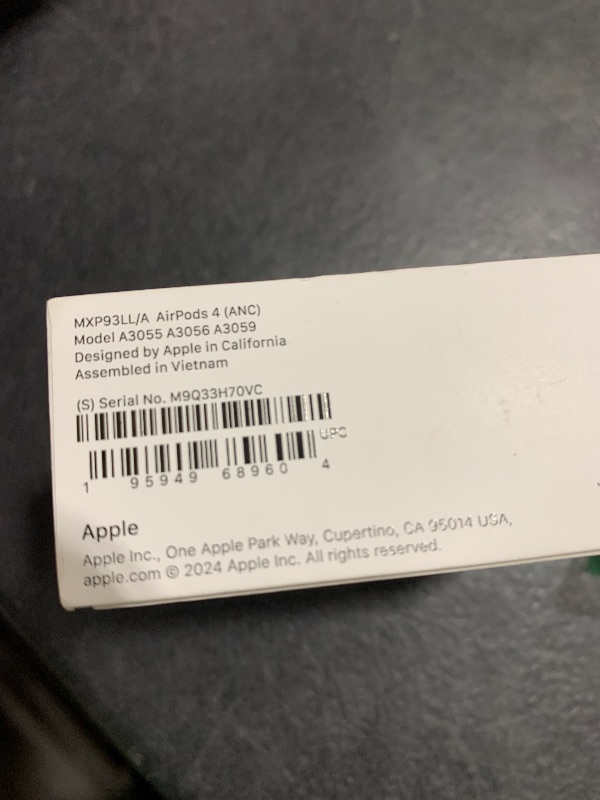 MXP93LL/A AirPods 4 (ANC)
Model A3055 A3056 A3059
Designed by Apple in California
Assembled in Vietnam
(S) Serial No. M9Q33H70VC
UPC
1 95949 68960 4
Apple
Apple Inc., One Apple Park Way, Cupertino, CA 95014 USA,
apple.com © 2024 Apple Inc. All rights reserved.